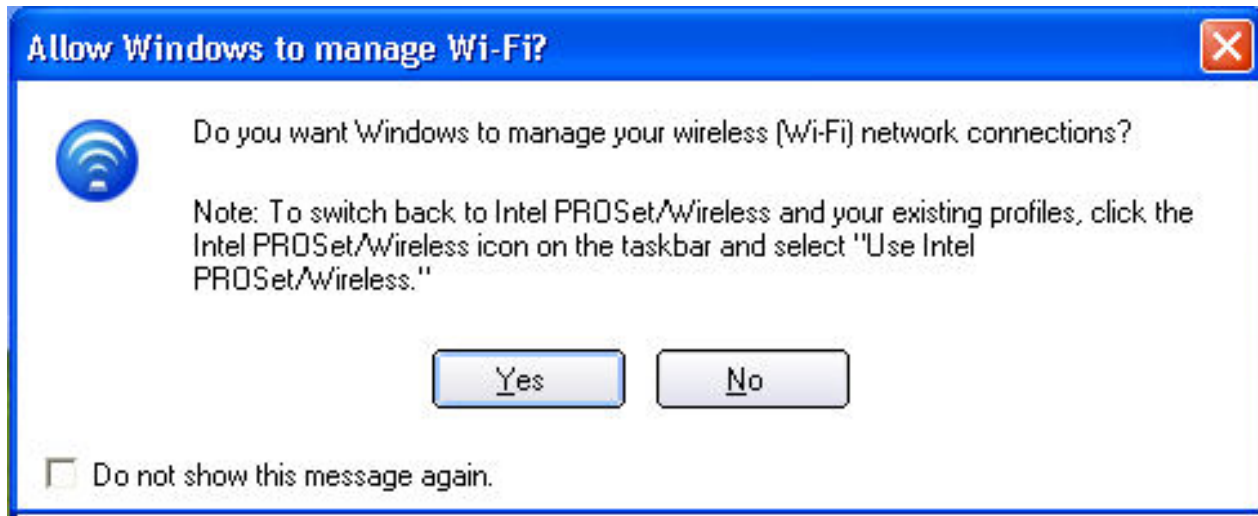 Allow Windows to manage Wi-Fi?
Do you want Windows to manage your wireless (Wi-Fi) network connections?
Note: To switch back to Intel PROSet/Wireless and your existing profiles, click the
Intel PROSet/Wireless icon on the taskbar and select "Use Intel
PROSet/Wireless."
Yes
No
Do not show this message again.